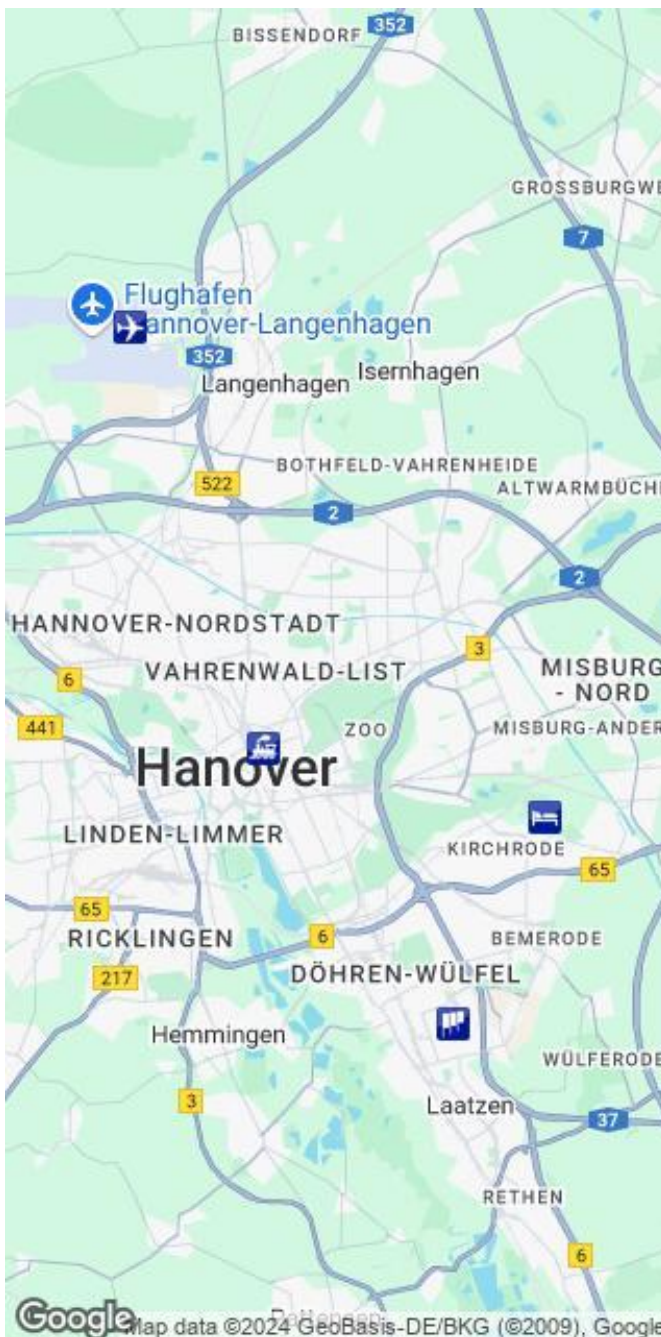 352
BISSENDORF
GROSSBURGWE
7
Flughafen
annover-Langenhagen
352
Langenhagen
Isernhagen
BOTHFELD-VAHRENHEIDE
522
ALTWARMBÜCH
2
2
HANNOVER-NORDSTADT
3
VAHRENWALD-LIST
MISBURG
- NORD
6
441
ZOO
MISBURG-ANDER
Hanover
LINDEN-LIMMER
KIRCHRODE
65
65
6
RICKLINGEN
BEMERODE
217
DÖHREN-WÜLFEL
Hemmingen
WÜLFERODE
3
Laatzen
37
RETHEN
6
Google
Map data ©2024 GeoBasis-DE/BKG (©2009), Google